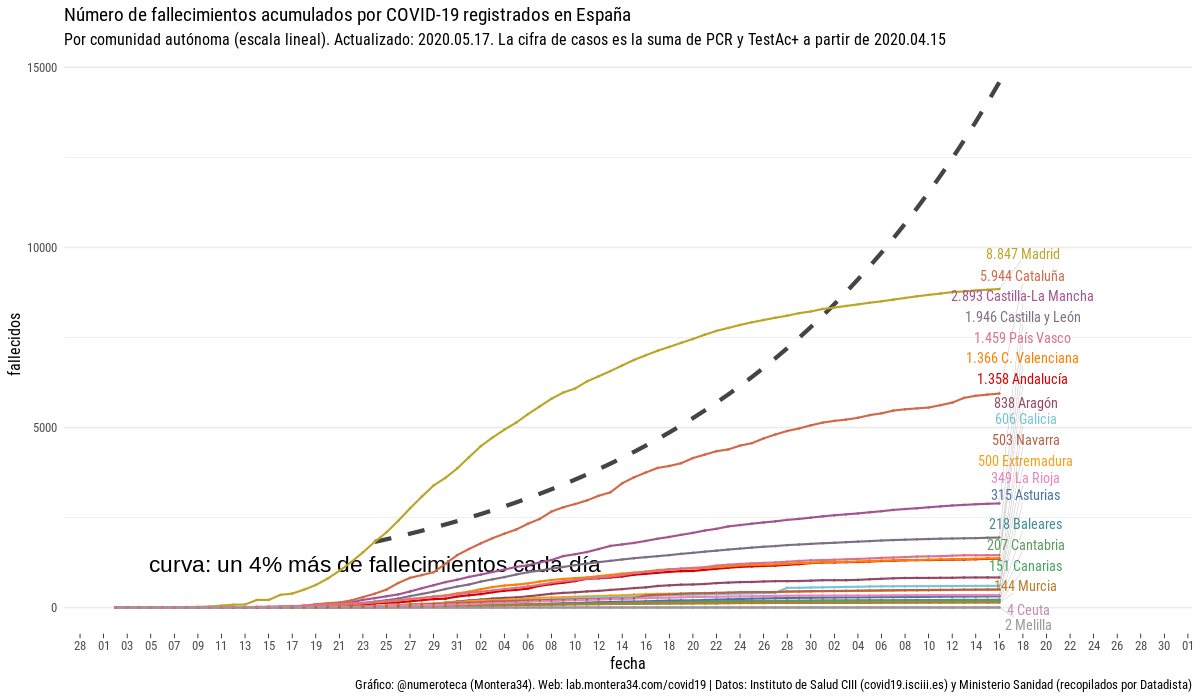 Número de fallecimientos acumulados por COVID-19 registrados en España
Por comunidad autónoma (escala lineal). Actualizado: 2020.05.17. La cifra de casos es la suma de PCR y TestAc+ a partir de 2020.04.15
15000
10000
5000
0
fallecidos
8.847 Madrid
5.944 Cataluña
2.893 Castilla-La Mancha
1.946 Castilla y León
1.459 País Vasco
1.366 C. Valenciana
1.358 Andalucía
838 Aragón
606 Galicia
503 Navarra
500 Extremadura
349 La Rioja
315 Asturias
218 Baleares
207 Cantabria
151 Canarias
144 Murcia
4 Ceuta
2 Melilla
curva: un 4% más de fallecimientos cada día
28 01 03 05 07 09 11 13 15 17 19 21 23 25 27 29 31 02 04 06 08 10 12 14 16 18 20 22 24 26 28 30 02 04 06 08 10 12 14 16 18 20 22 24 26 28 30 01
fecha
Gráfico: @numeroteca (Montera34). Web: lab.montera34.com/covid19 | Datos: Instituto de Salud CIII (covid19.isciii.es) y Ministerio Sanidad (recopilados por Datadista)